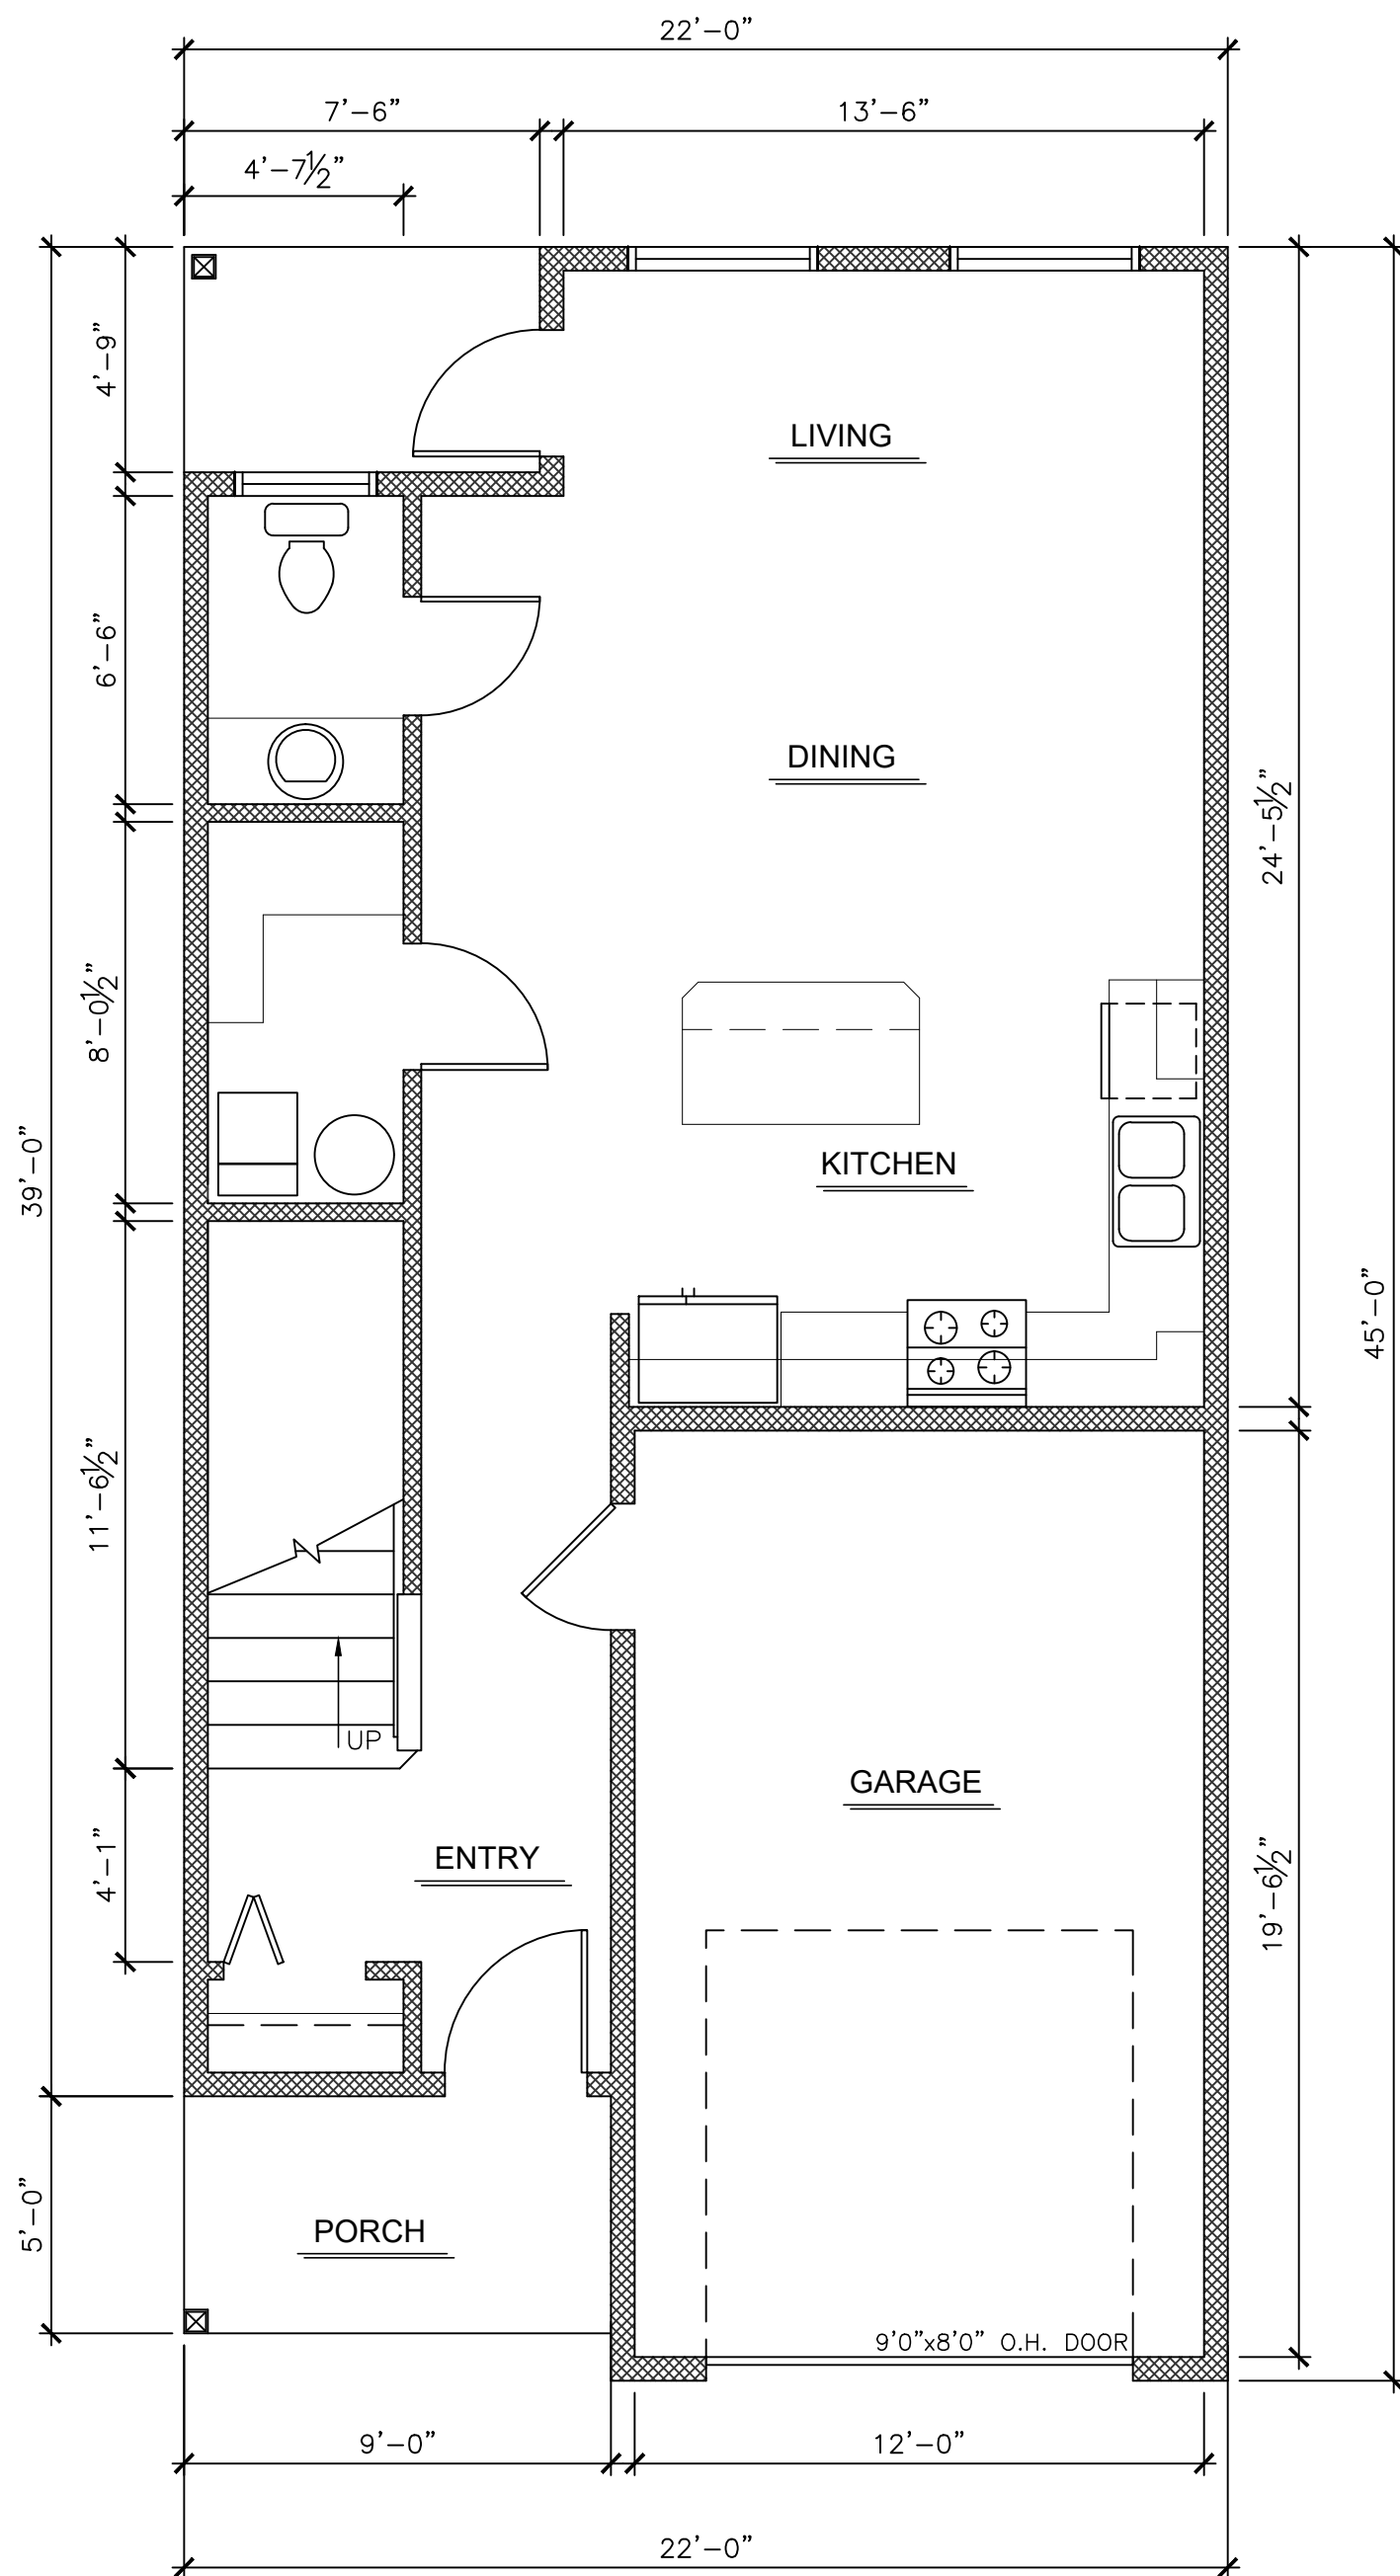 22'-0"
7'-6"
13'-6"
4'-7½"
4'-9"
LIVING
6'-6"
DINING
24'-5½"
8'-0½"
39'-0"
KITCHEN
45'-0"
11'-6½"
UP
GARAGE
4'-1"
ENTRY
19'-6½"
5'-0"
PORCH
9'0"x8'0" O.H. DOOR
9'-0"
12'-0"
22'-0"